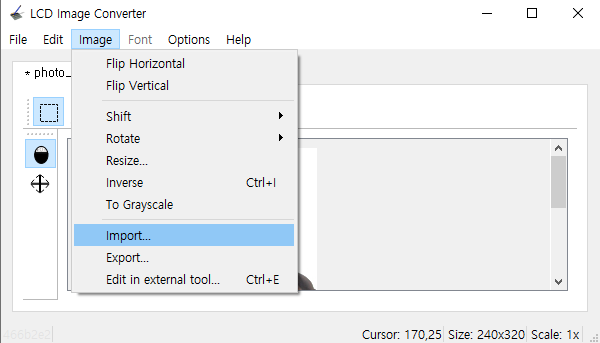 LCD Image Converter
File Edit Image Font Options Help
* photo_
Flip Horizontal
Flip Vertical
Shift
Rotate
Resize...
Inverse Ctrl+I
To Grayscale
Import...
Export...
Edit in external tool... Ctrl+E
466b2e2 Cursor: 170,25 Size: 240x320 Scale: 1x